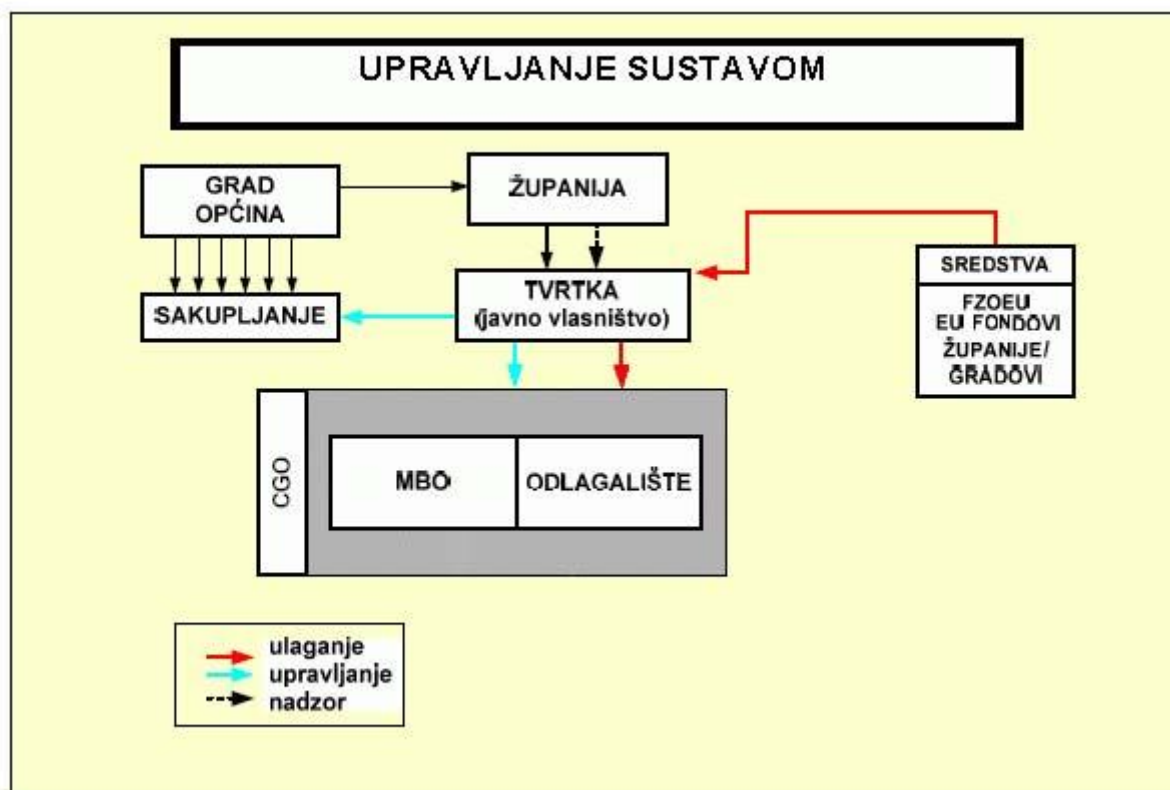 UPRAVLJANJE SUSTAVOM
GRAD
OPĆINA
ŽUPANIJA
SREDSTVA
FZOEU
EU FONDOVI
ŽUPANIJE/
GRADOVI
SAKUPLJANJE
TVRTKA
(javno vlasništvo)
CGO
MBO
ODLAGALIŠTE
ulaganje
upravljanje
nadzor